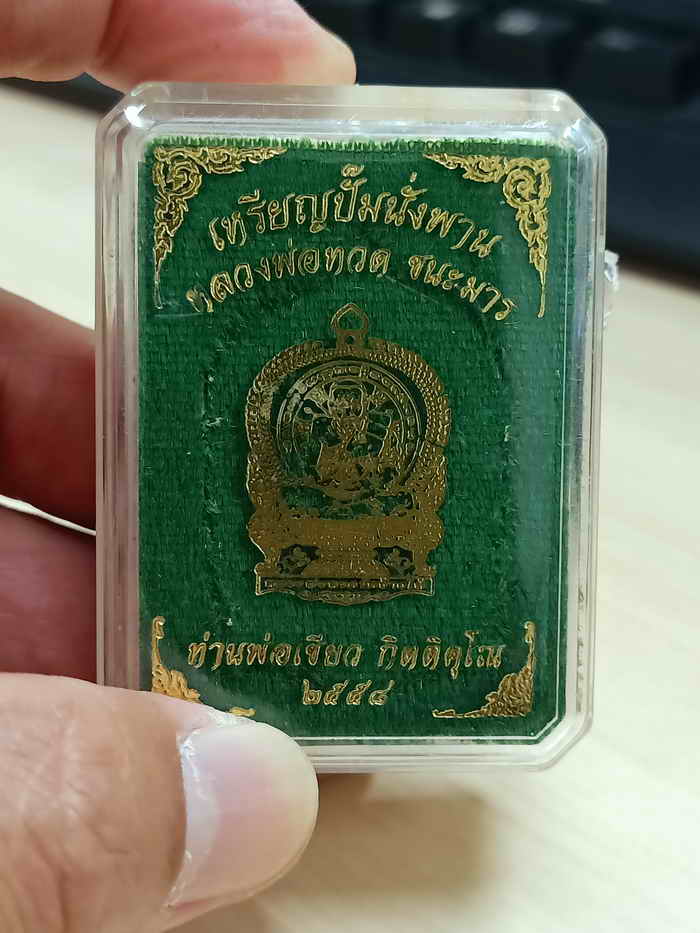 เหรียญปั๊มนั่งพาน
หลวงพ่อทวด ชนะมาร
ท่านพ่อเขียว กิตติคุโณ
๒๕๕๘